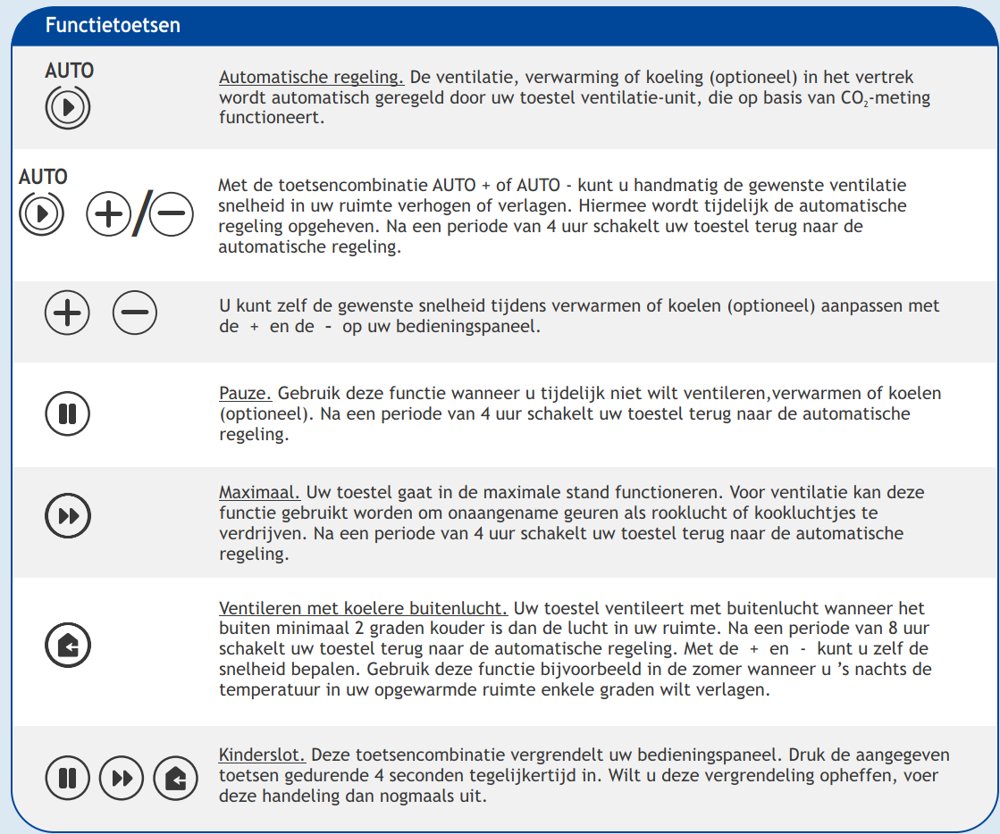 Functietoetsen
AUTO
Automatische regeling. De ventilatie, verwarming of koeling (optioneel) in het vertrek
wordt automatisch geregeld door uw toestel ventilatie-unit, die op basis van CO₂-meting
functioneert.
AUTO
/
Met de toetsencombinatie AUTO + of AUTO - kunt u handmatig de gewenste ventilatie
snelheid in uw ruimte verhogen of verlagen. Hiermee wordt tijdelijk de automatische
regeling opgeheven. Na een periode van 4 uur schakelt uw toestel terug naar de
automatische regeling.
U kunt zelf de gewenste snelheid tijdens verwarmen of koelen (optioneel) aanpassen met
de + en de - op uw bedieningspaneel.
Pauze. Gebruik deze functie wanneer u tijdelijk niet wilt ventileren,verwarmen of koelen
(optioneel). Na een periode van 4 uur schakelt uw toestel terug naar de automatische
regeling.
Maximaal. Uw toestel gaat in de maximale stand functioneren. Voor ventilatie kan deze
functie gebruikt worden om onaangename geuren als rooklucht of kookluchtjes te
verdrijven. Na een periode van 4 uur schakelt uw toestel terug naar de automatische
regeling.
Ventileren met koelere buitenlucht. Uw toestel ventileert met buitenlucht wanneer het
buiten minimaal 2 graden kouder is dan de lucht in uw ruimte. Na een periode van 8 uur
schakelt uw toestel terug naar de automatische regeling. Met de + en - kunt u zelf de
snelheid bepalen. Gebruik deze functie bijvoorbeeld in de zomer wanneer u ’s nachts de
temperatuur in uw opgewarmde ruimte enkele graden wilt verlagen.
Kinderslot. Deze toetsencombinatie vergrendelt uw bedieningspaneel. Druk de aangegeven
toetsen gedurende 4 seconden tegelijkertijd in. Wilt u deze vergrendeling opheffen, voer
deze handeling dan nogmaals uit.